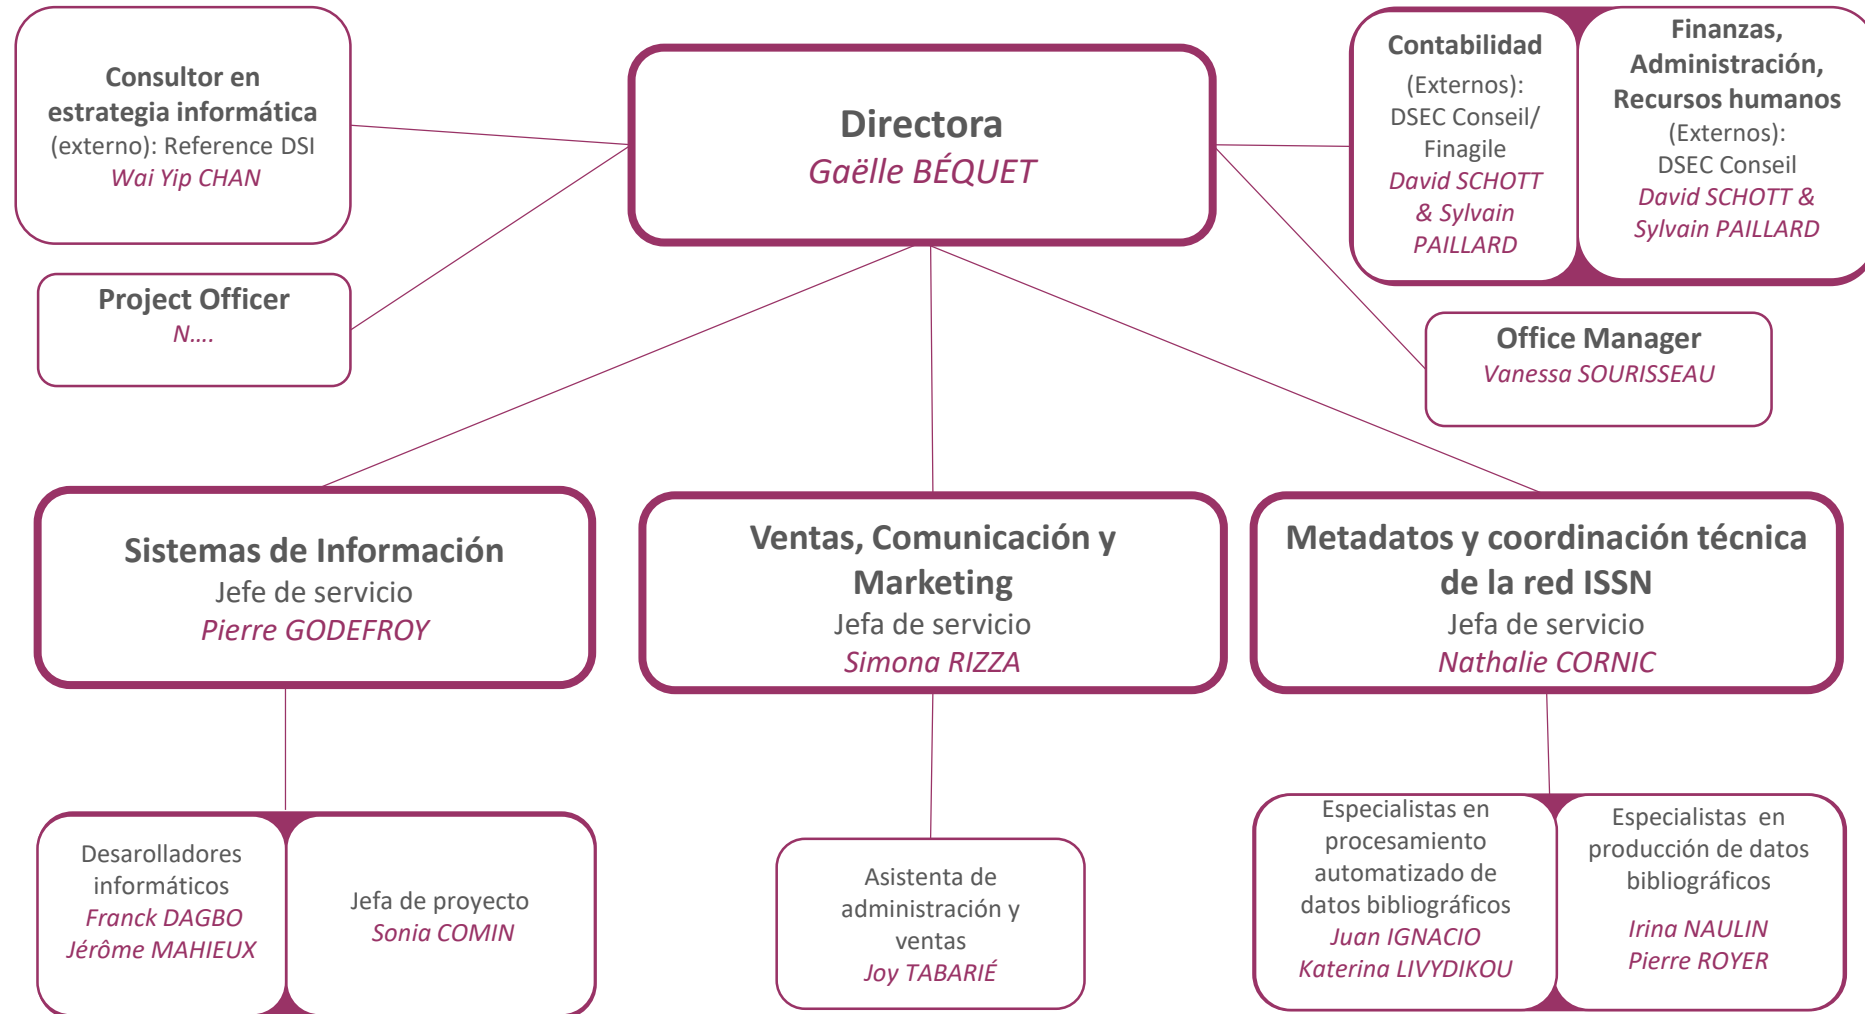 Consultor en
estrategia informática
(externo): Reference DSI
Wai Yip CHAN
Project Officer
N....
Directora
Gaëlle BÉQUET
Contabilidad
(Externos):
DSEC Conseil/
Finagile
David SCHOTT
& Sylvain
PAILLARD
Finanzas,
Administración,
Recursos humanos
(Externos):
DSEC Conseil
David SCHOTT &
Sylvain PAILLARD
Office Manager
Vanessa SOURISSEAU
Sistemas de Información
Jefe de servicio
Pierre GODEFROY
Ventas, Comunicación y
Marketing
Jefa de servicio
Simona RIZZA
Metadatos y coordinación técnica
de la red ISSN
Jefa de servicio
Nathalie CORNIC
Desarolladores
informáticos
Franck DAGBO
Jérôme MAHIEUX
Jefa de proyecto
Sonia COMIN
Asistenta de
administración y
ventas
Joy TABARIÉ
Especialistas en
procesamiento
automatizado de
datos bibliográficos
Juan IGNACIO
Katerina LIVYDIKOU
Especialistas en
producción de datos
bibliográficos
Irina NAULIN
Pierre ROYER